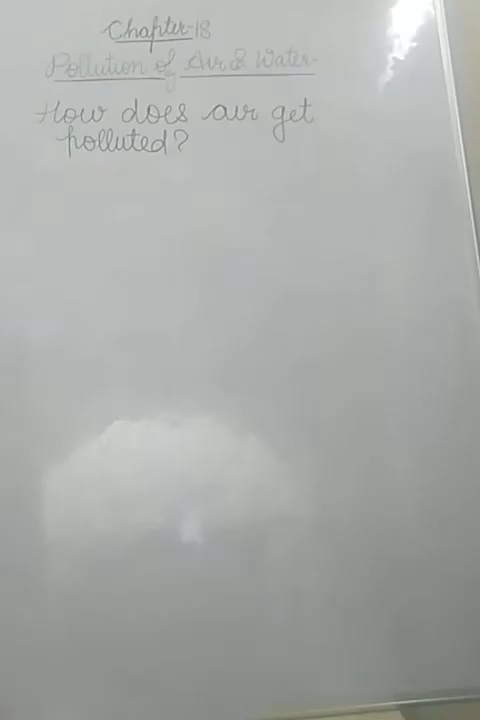 Chapter-18
Pollution of Air & Water-
How does air get
polluted?